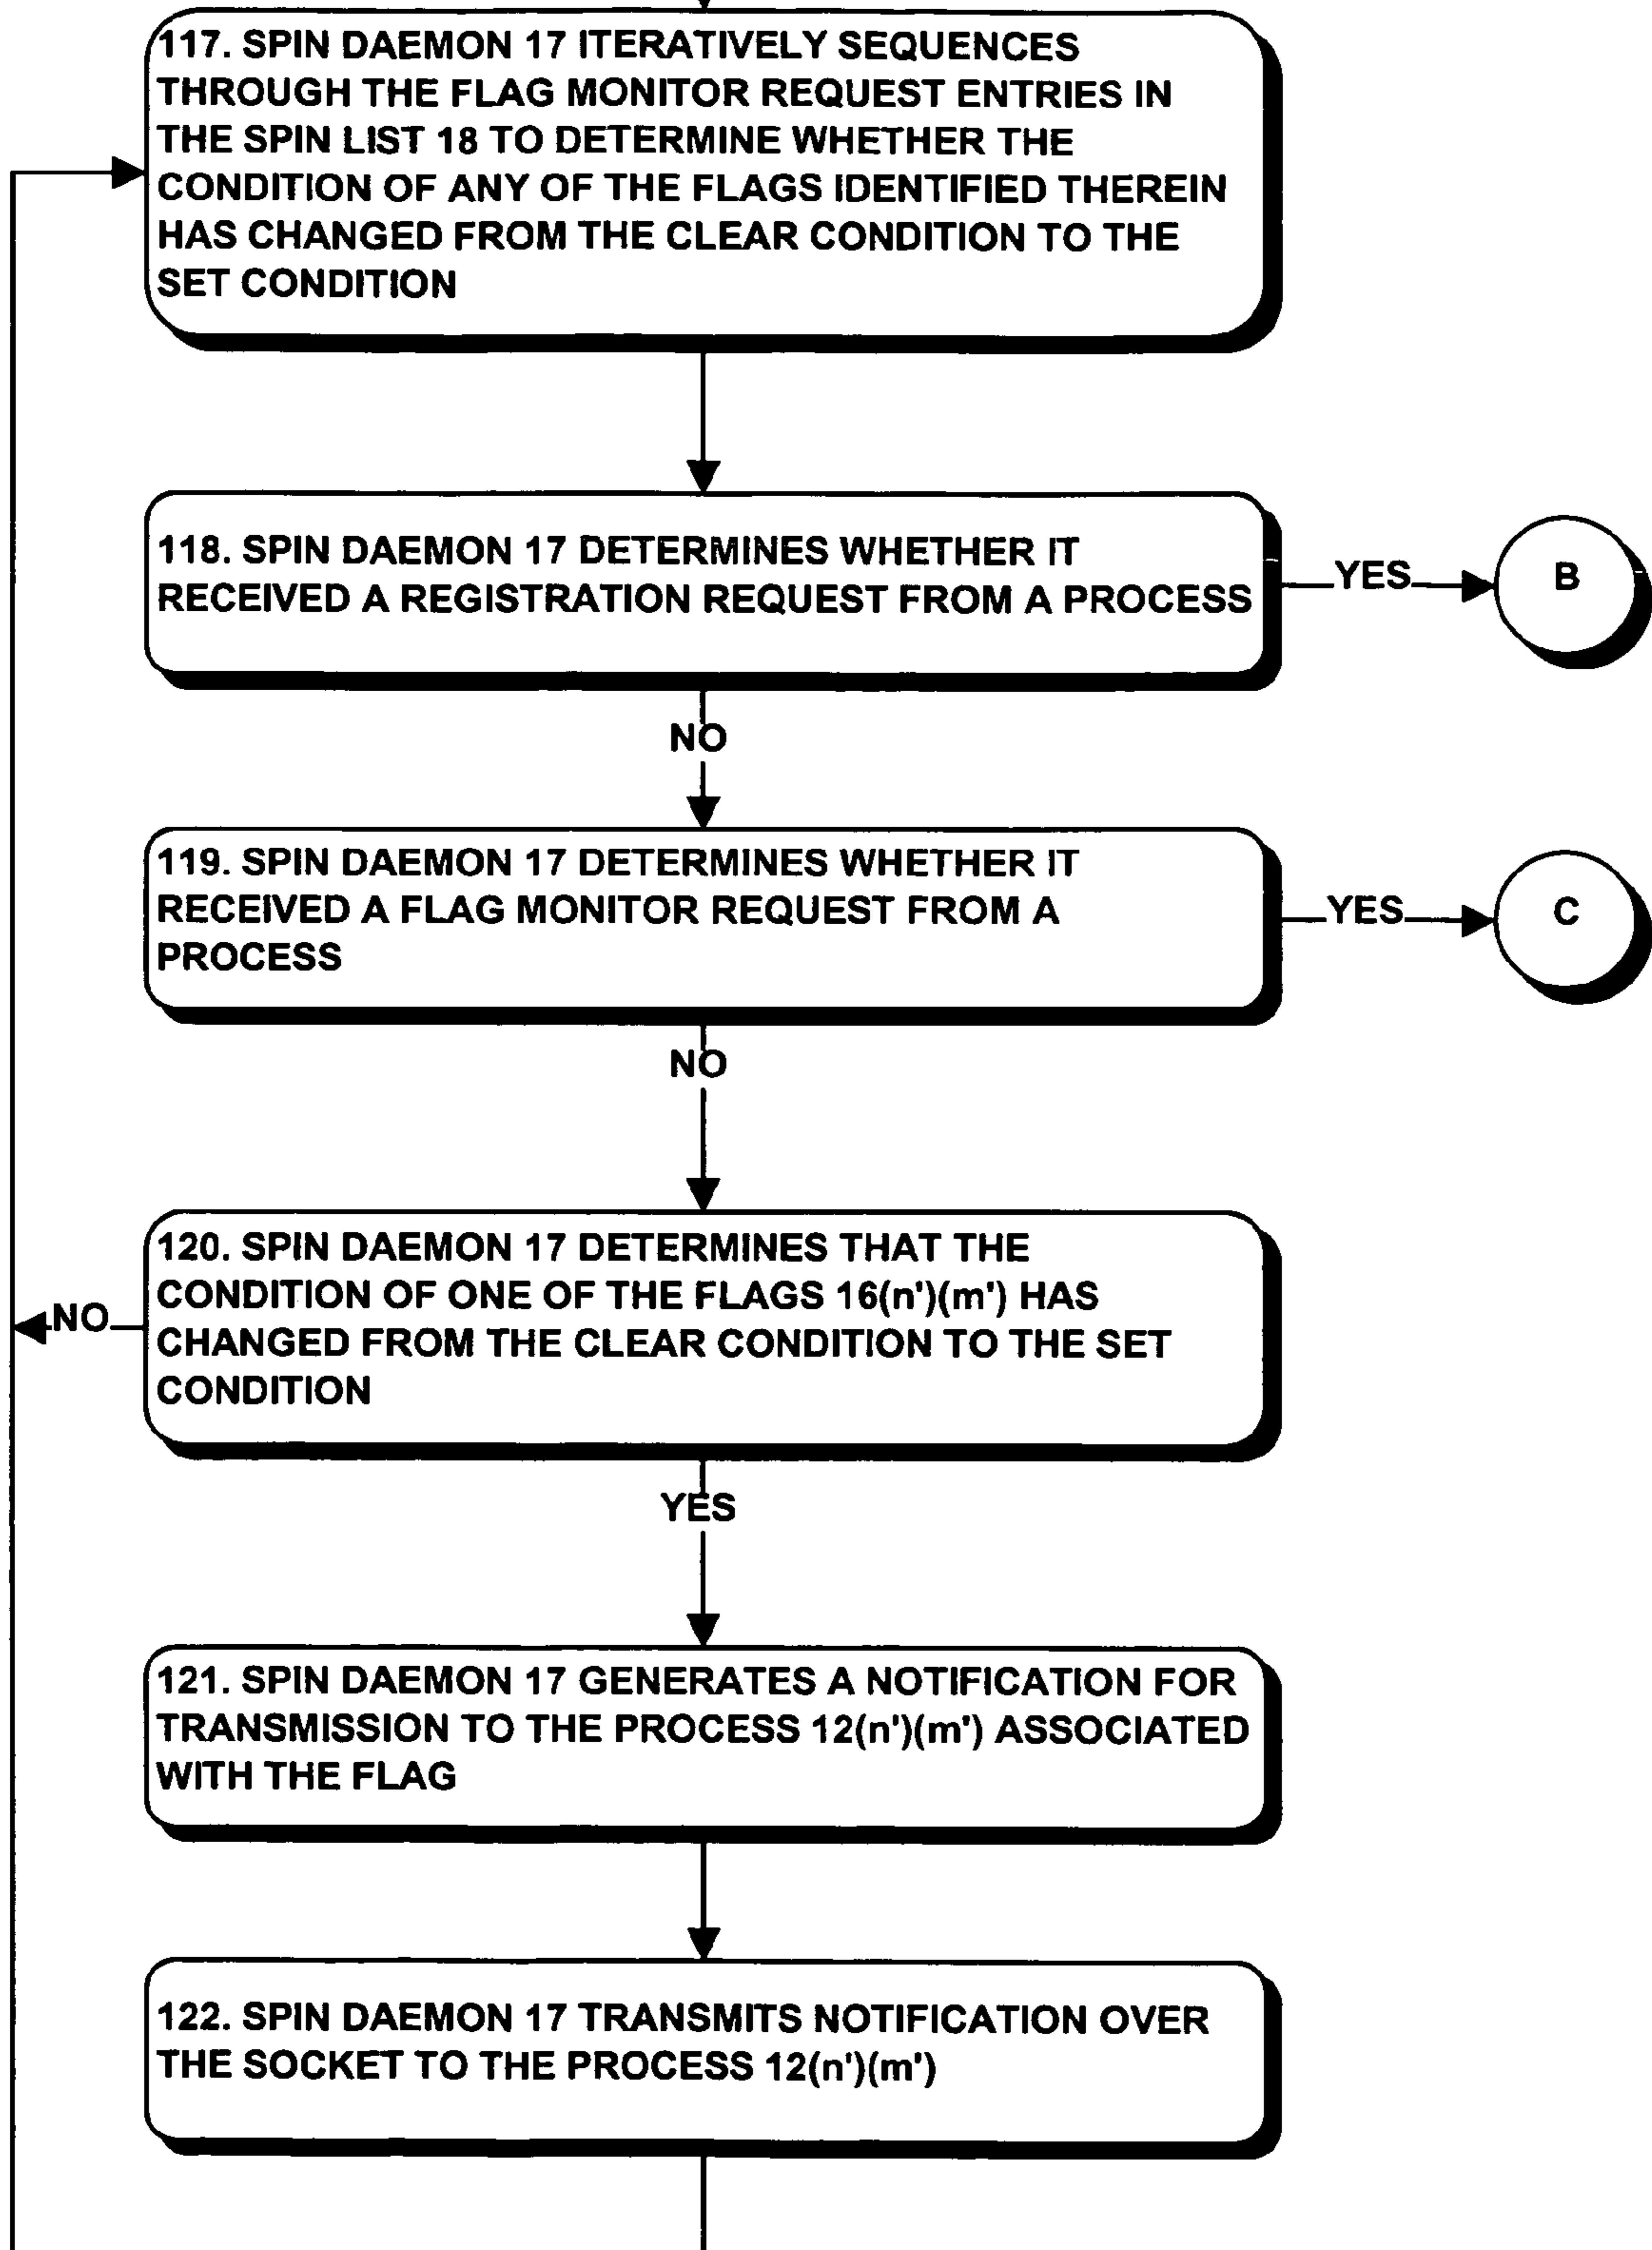 117. SPIN DAEMON 17 ITERATIVELY SEQUENCES
THROUGH THE FLAG MONITOR REQUEST ENTRIES IN
THE SPIN LIST 18 TO DETERMINE WHETHER THE
CONDITION OF ANY OF THE FLAGS IDENTIFIED THEREIN
HAS CHANGED FROM THE CLEAR CONDITION TO THE
SET CONDITION
118. SPIN DAEMON 17 DETERMINES WHETHER IT
RECEIVED A REGISTRATION REQUEST FROM A PROCESS
YES
B
NO
119. SPIN DAEMON 17 DETERMINES WHETHER IT
RECEIVED A FLAG MONITOR REQUEST FROM A
PROCESS
YES
C
NO
120. SPIN DAEMON 17 DETERMINES THAT THE
CONDITION OF ONE OF THE FLAGS 16(n')(m') HAS
CHANGED FROM THE CLEAR CONDITION TO THE SET
CONDITION
NO
YES
121. SPIN DAEMON 17 GENERATES A NOTIFICATION FOR
TRANSMISSION TO THE PROCESS 12(n')(m') ASSOCIATED
WITH THE FLAG
122. SPIN DAEMON 17 TRANSMITS NOTIFICATION OVER
THE SOCKET TO THE PROCESS 12(n')(m')